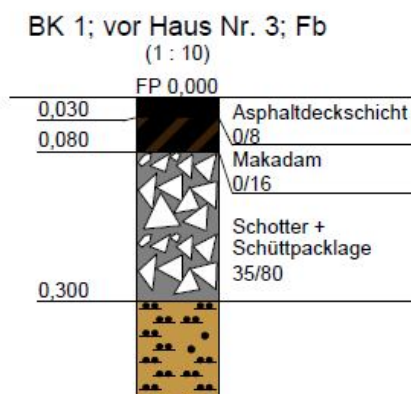 BK 1; vor Haus Nr. 3; Fb
(1 : 10)
FP 0,000
0,030
Asphaltdeckschicht
0/8
0,080
Makadam
0/16
Schotter +
Schüttpacklage
35/80
0,300